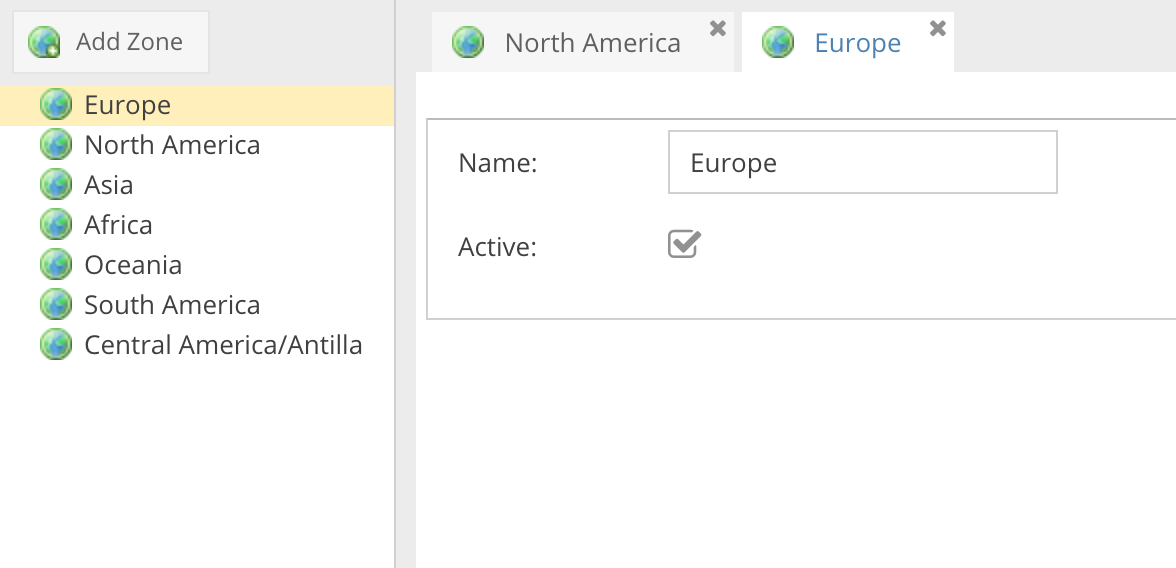 Add Zone
Europe
North America
Asia
Africa
Oceania
South America
Central America/Antilla
North America
Europe
Name:
Europe
Active: